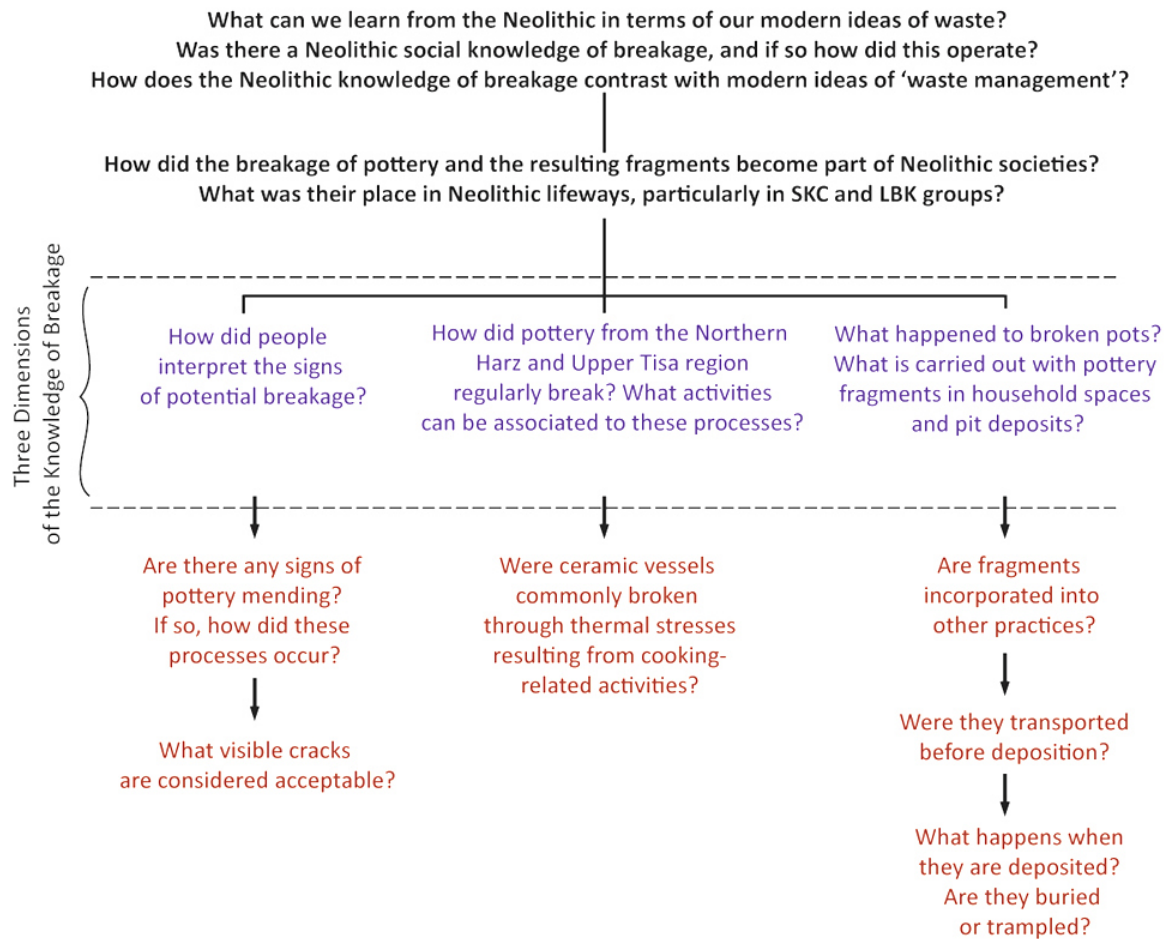 What can we learn from the Neolithic in terms of our modern ideas of waste?
Was there a Neolithic social knowledge of breakage, and if so how did this operate?
How does the Neolithic knowledge of breakage contrast with modern ideas of ‘waste management’?
How did the breakage of pottery and the resulting fragments become part of Neolithic societies?
What was their place in Neolithic lifeways, particularly in SKC and LBK groups?
Three Dimensions
of the Knowledge of Breakage
How did people
interpret the signs
of potential breakage?
How did pottery from the Northern
Harz and Upper Tisa region
regularly break? What activities
can be associated to these processes?
What happened to broken pots?
What is carried out with pottery
fragments in household spaces
and pit deposits?
Are there any signs of
pottery mending?
If so, how did these
processes occur?
What visible cracks
are considered acceptable?
Were ceramic vessels
commonly broken
through thermal stresses
resulting from cooking-
related activities?
Are fragments
incorporated into
other practices?
Were they transported
before deposition?
What happens when
they are deposited?
Are they buried
or trampled?